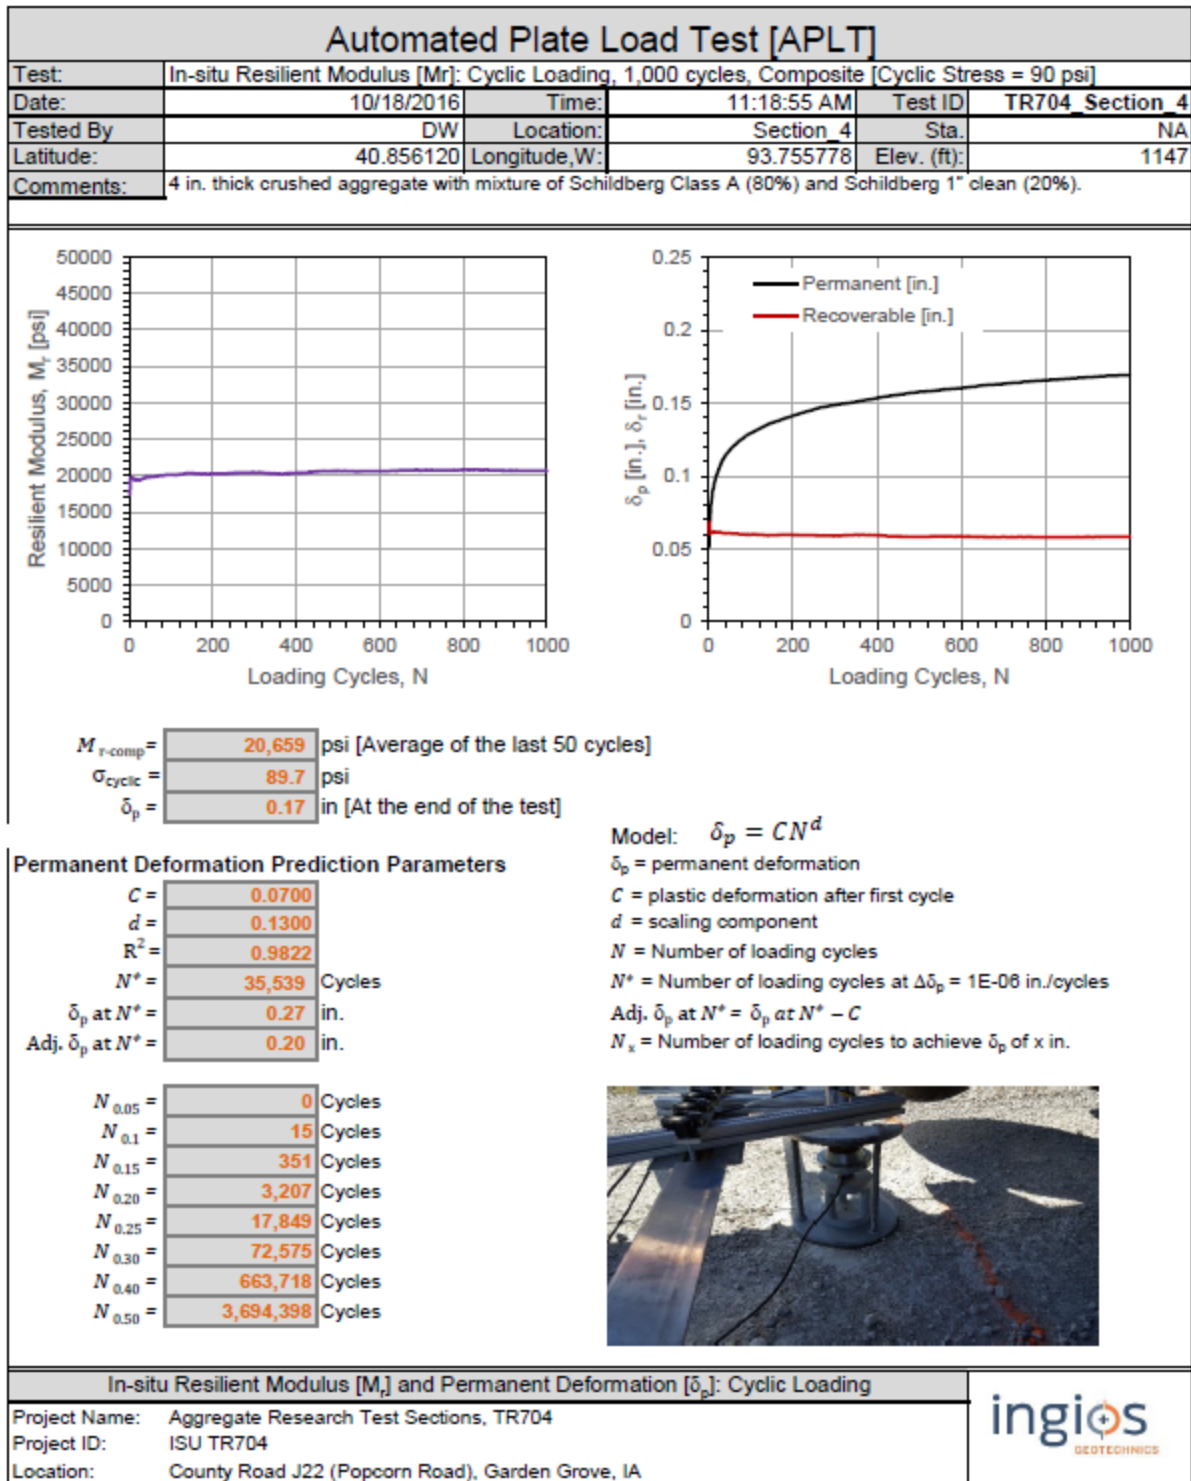 Automated Plate Load Test [APLT]
Test: In-situ Resilient Modulus [Mr]: Cyclic Loading, 1,000 cycles, Composite [Cyclic Stress = 90 psi]
Date: 10/18/2016 Time: 11:18:55 AM Test ID TR704_Section_4
Tested By DW Location: Section_4 Sta. NA
Latitude: 40.856120 Longitude,W: 93.755778 Elev. (ft): 1147
Comments: 4 in. thick crushed aggregate with mixture of Schildberg Class A (80%) and Schildberg 1" clean (20%).
Resilient Modulus, Mr [psi]
50000
45000
40000
35000
30000
25000
20000
15000
10000
5000
0
0 200 400 600 800 1000
Loading Cycles, N
δp [in.], δr [in.]
0.25
0.2
0.15
0.1
0.05
0
Permanent [in.]
Recoverable [in.]
0 200 400 600 800 1000
Loading Cycles, N
M r-comp = 20,659 psi [Average of the last 50 cycles]
σcyclic = 89.7 psi
δp = 0.17 in [At the end of the test]
Permanent Deformation Prediction Parameters
C = 0.0700
d = 0.1300
R² = 0.9822
N* = 35,539 Cycles
δp at N* = 0.27 in.
Adj. δp at N* = 0.20 in.
N 0.05 = 0 Cycles
N 0.1 = 15 Cycles
N 0.15 = 351 Cycles
N 0.20 = 3,207 Cycles
N 0.25 = 17,849 Cycles
N 0.30 = 72,575 Cycles
N 0.40 = 663,718 Cycles
N 0.50 = 3,694,398 Cycles
Model: δp = CN^d
δp = permanent deformation
C = plastic deformation after first cycle
d = scaling component
N = Number of loading cycles
N* = Number of loading cycles at Δδp = 1E-06 in./cycles
Adj. δp at N* = δp at N* – C
Nx = Number of loading cycles to achieve δp of x in.
In-situ Resilient Modulus [Mr] and Permanent Deformation [δp]: Cyclic Loading
Project Name: Aggregate Research Test Sections, TR704
Project ID: ISU TR704
Location: County Road J22 (Popcorn Road), Garden Grove, IA
ingios
GEOTECHNICS